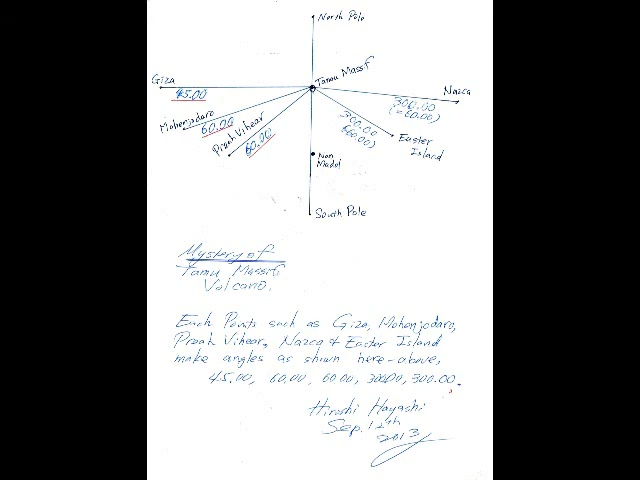 North Pole
Tamu Massif
Giza
45.00
Nazca
300.00
(=60.00)
Mohenjodaro
60.00
Preah Vihear
60.00
300.00
(60.00)
Easter
Island
Nan
Madol
South Pole
Mystery of
Tamu Massif
Volcano.
Each Points such as Giza, Mohenjodaro,
Preah Vihear, Nazca & Easter Island
make angles as shown here-above,
45.00, 60.00, 60.00, 300.00, 300.00.
Hiroshi Hayashi
Sep. 12th
2013